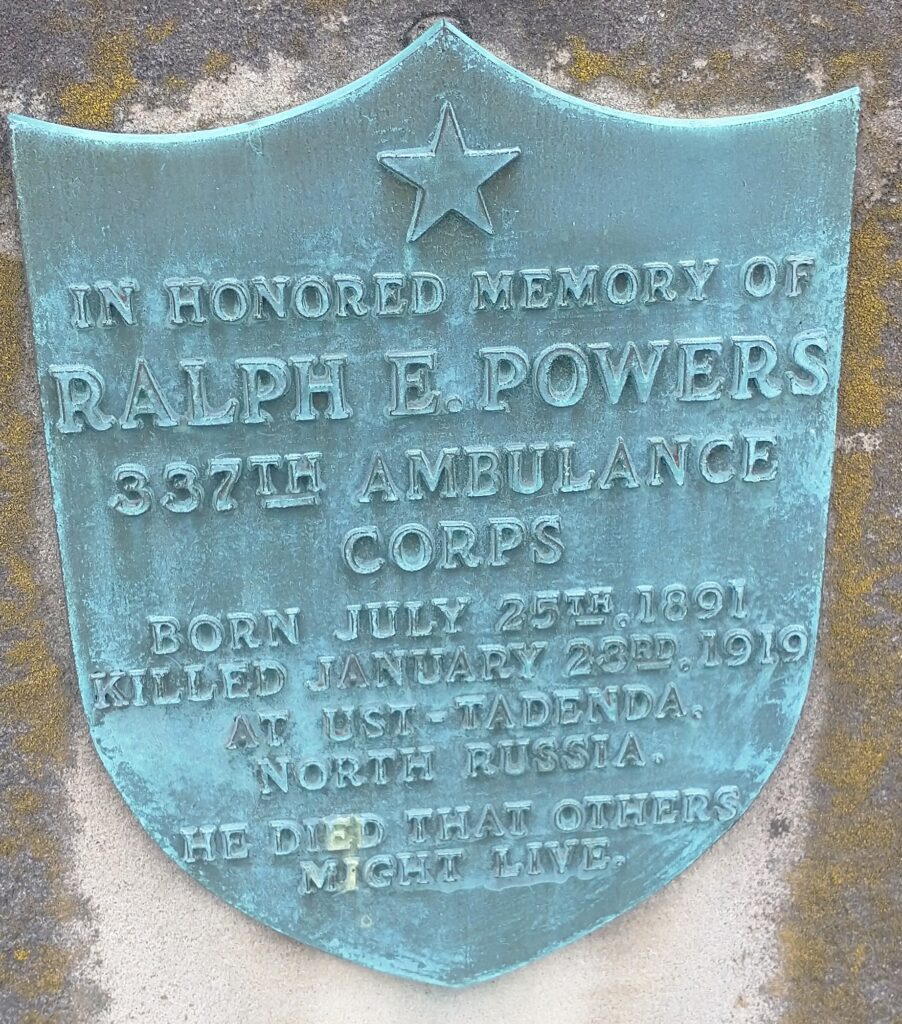 IN HONORED MEMORY OF
RALPH E. POWERS
337TH AMBULANCE
CORPS
BORN JULY 25TH. 1891
KILLED JANUARY 23RD. 1919
AT UST-TADENDA.
NORTH RUSSIA.
HE DIED THAT OTHERS
MIGHT LIVE.